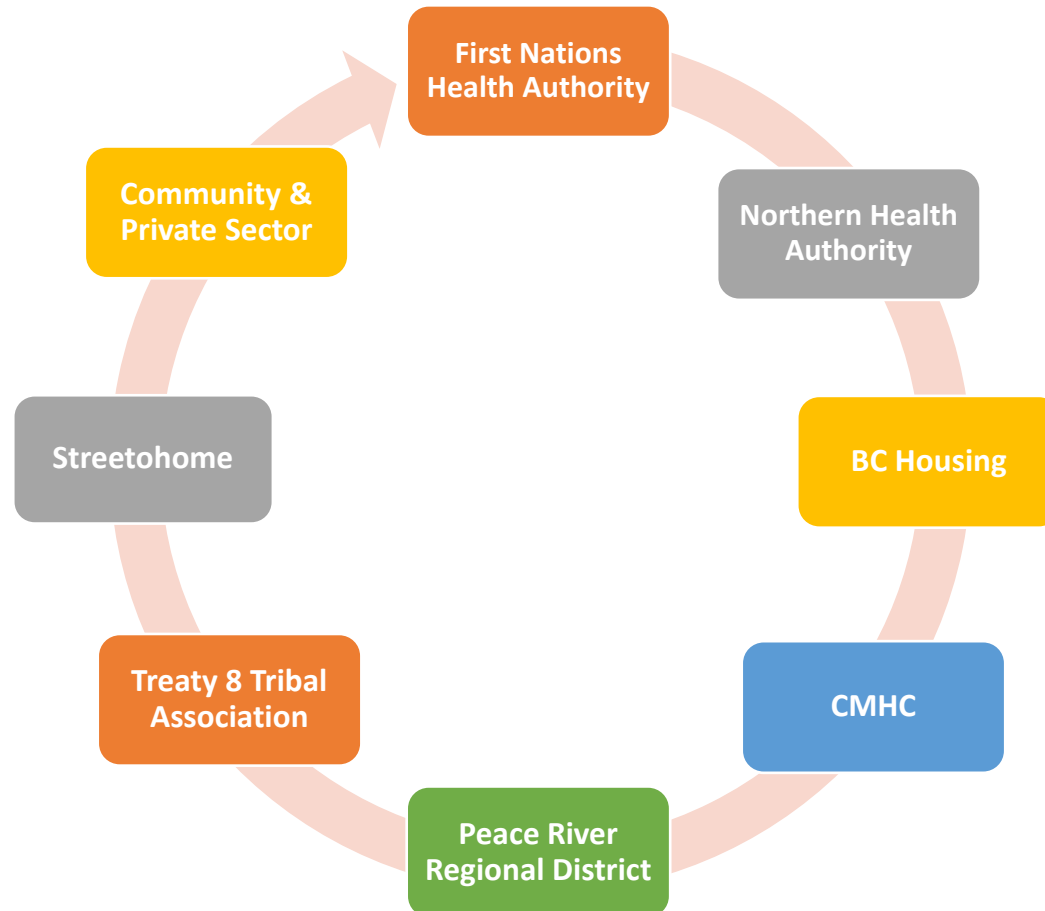 First Nations
Health Authority
Northern Health
Authority
BC Housing
CMHC
Peace River
Regional District
Treaty 8 Tribal
Association
Streetohome
Community &
Private Sector